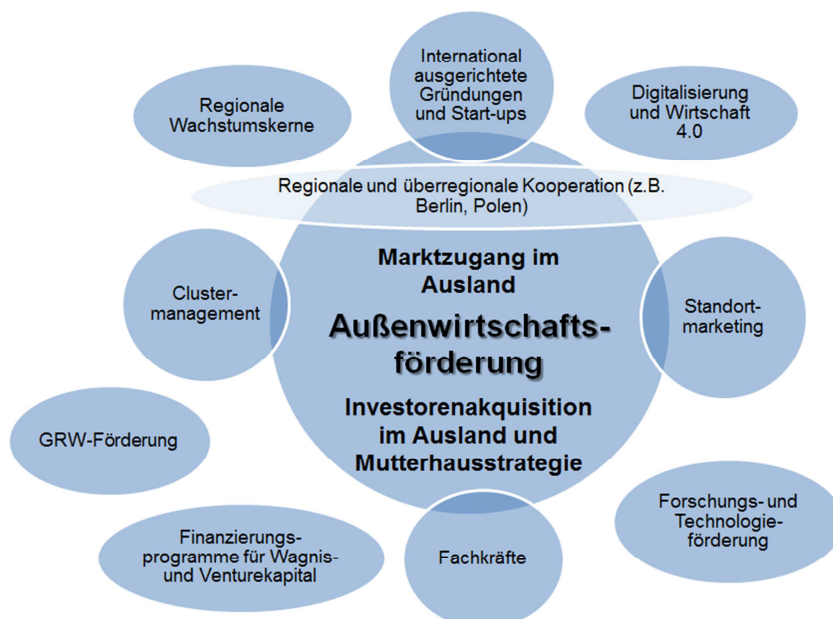 International
ausgerichtete
Gründungen
und Start-ups
Regionale
Wachstumskerne
Digitalisierung
und Wirtschaft
4.0
Regionale und überregionale Kooperation (z.B.
Berlin, Polen)
Marktzugang im
Ausland
Cluster-
management
Außenwirtschafts-
förderung
Standort-
marketing
Investorenakquisition
im Ausland und
Mutterhausstrategie
GRW-Förderung
Finanzierungs-
programme für Wagnis-
und Venturekapital
Fachkräfte
Forschungs- und
Technologie-
förderung